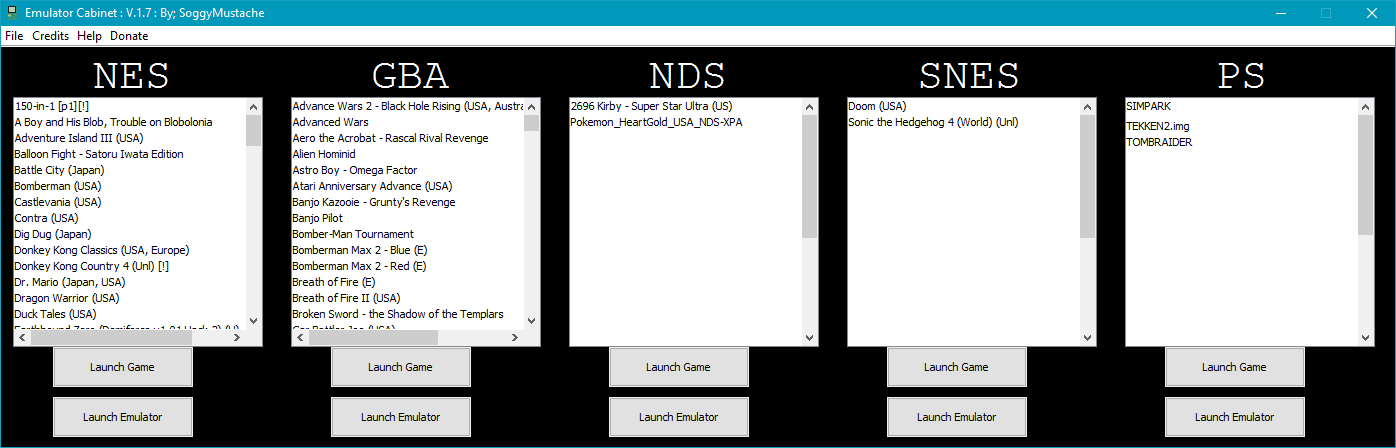 Emulator Cabinet : V.1.7 : By; SoggyMustache
File Credits Help Donate
NES
150-in-1 [p1][!]
A Boy and His Blob, Trouble on Blobolonia
Adventure Island III (USA)
Balloon Fight - Satoru Iwata Edition
Battle City (Japan)
Bomberman (USA)
Castlevania (USA)
Contra (USA)
Dig Dug (Japan)
Donkey Kong Classics (USA, Europe)
Donkey Kong Country 4 (Unl) [!]
Dr. Mario (Japan, USA)
Dragon Warrior (USA)
Duck Tales (USA)
Launch Game
Launch Emulator
GBA
Advance Wars 2 - Black Hole Rising (USA, Austra
Advanced Wars
Aero the Acrobat - Rascal Rival Revenge
Alien Hominid
Astro Boy - Omega Factor
Atari Anniversary Advance (USA)
Banjo Kazooie - Grunty's Revenge
Banjo Pilot
Bomber-Man Tournament
Bomberman Max 2 - Blue (E)
Bomberman Max 2 - Red (E)
Breath of Fire (E)
Breath of Fire II (USA)
Broken Sword - the Shadow of the Templars
Launch Game
Launch Emulator
NDS
2696 Kirby - Super Star Ultra (US)
Pokemon_HeartGold_USA_NDS-XPA
Launch Game
Launch Emulator
SNES
Doom (USA)
Sonic the Hedgehog 4 (World) (Unl)
Launch Game
Launch Emulator
PS
SIMPARK
TEKKEN2.img
TOMBRAIDER
Launch Game
Launch Emulator